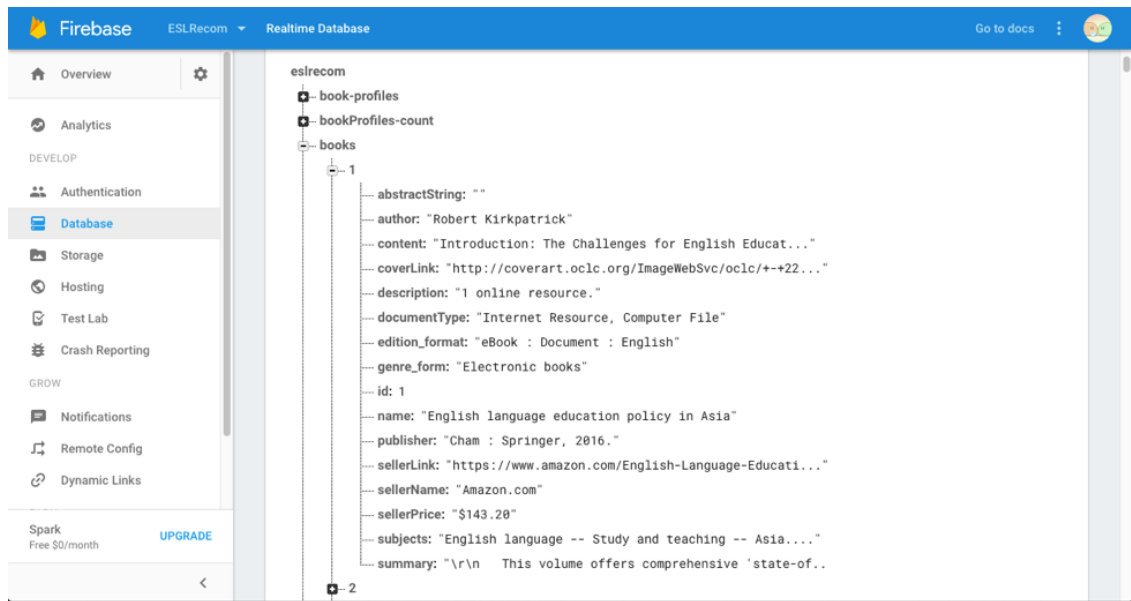 Firebase ESLRecom Realtime Database Go to docs
Overview
Analytics
DEVELOP
Authentication
Database
Storage
Hosting
Test Lab
Crash Reporting
GROW
Notifications
Remote Config
Dynamic Links
Spark
Free $0/month
UPGRADE
eslrecom
book-profiles
bookProfiles-count
books
1
abstractString: ""
author: "Robert Kirkpatrick"
content: "Introduction: The Challenges for English Educat..."
coverLink: "http://coverart.oclc.org/ImageWebSvc/oclc/+-+22..."
description: "1 online resource."
documentType: "Internet Resource, Computer File"
edition_format: "eBook : Document : English"
genre_form: "Electronic books"
id: 1
name: "English language education policy in Asia"
publisher: "Cham : Springer, 2016."
sellerLink: "https://www.amazon.com/English-Language-Educati..."
sellerName: "Amazon.com"
sellerPrice: "$143.20"
subjects: "English language -- Study and teaching -- Asia...."
summary: "\r\n   This volume offers comprehensive 'state-of..
2